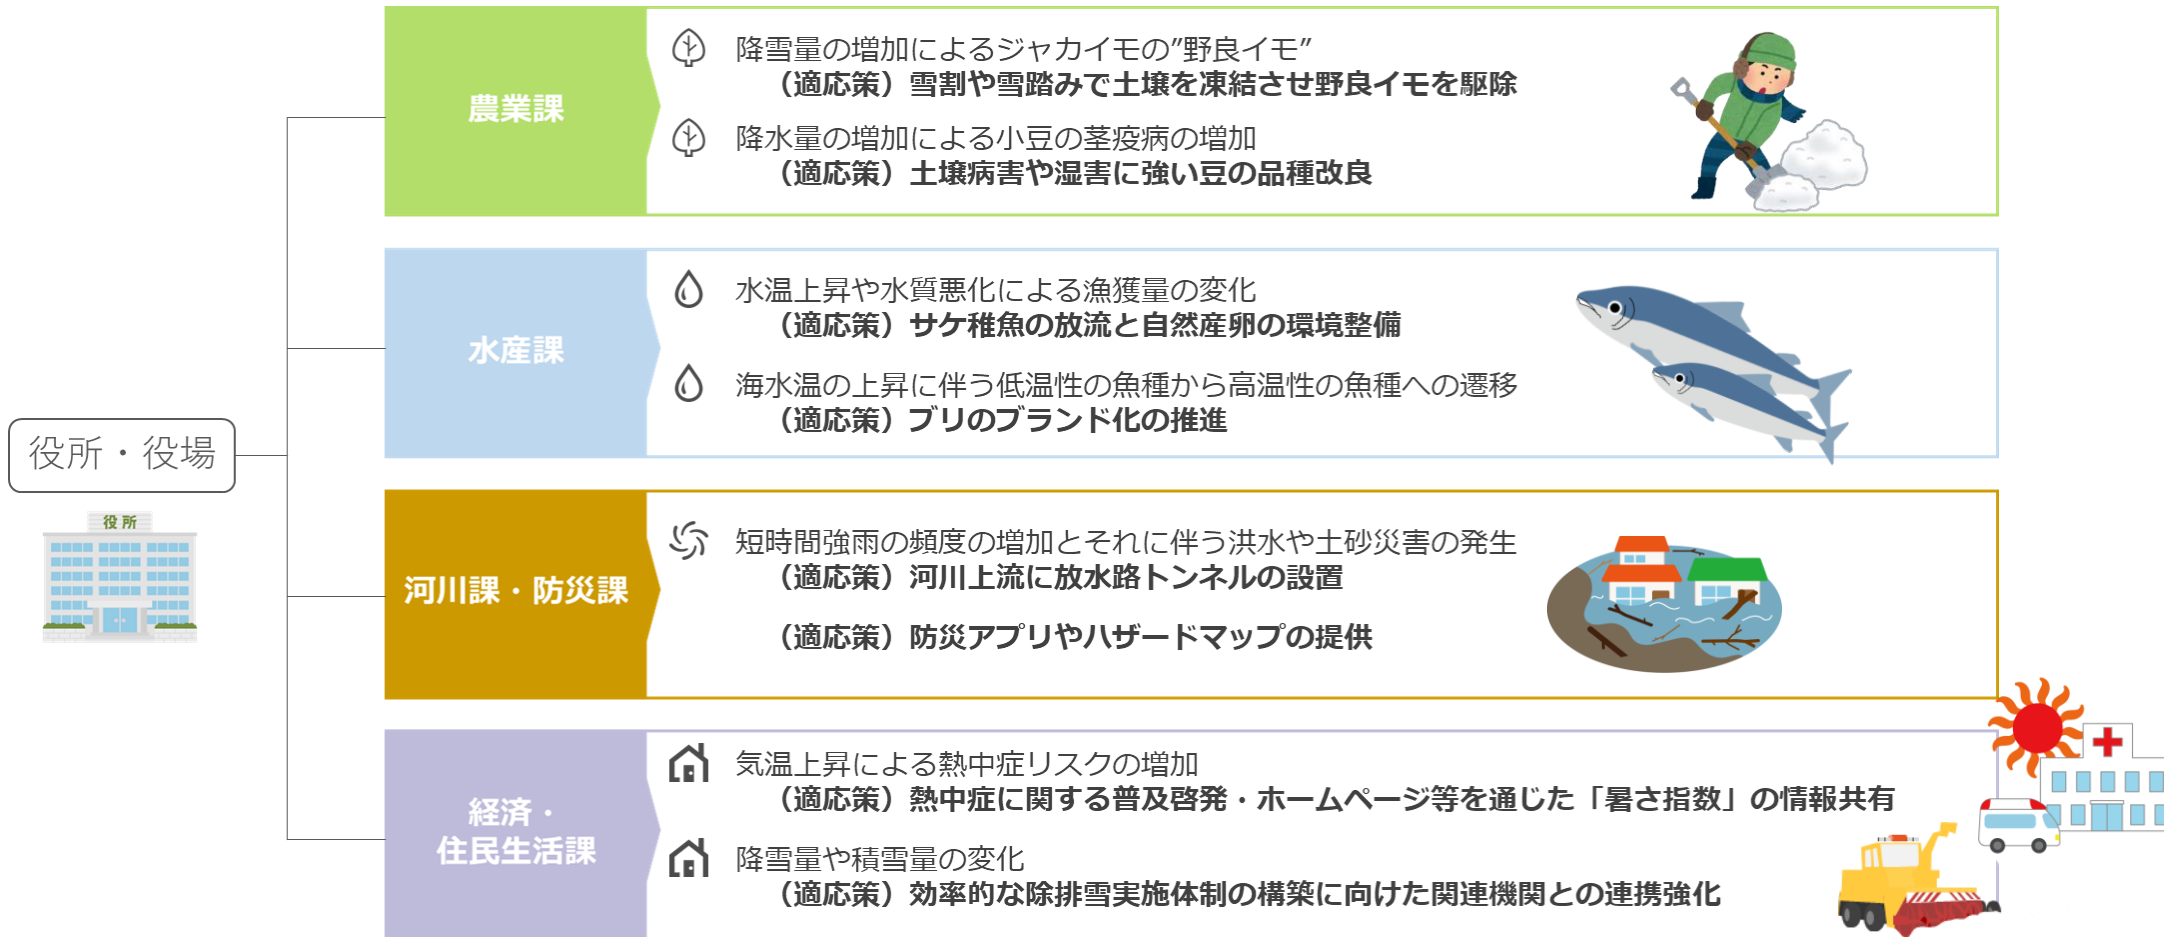 農業課
降雪量の増加によるジャカイモの”野良イモ”
（適応策）雪割や雪踏みで土壌を凍結させ野良イモを駆除
降水量の増加による小豆の茎疫病の増加
（適応策）土壌病害や湿害に強い豆の品種改良
水産課
水温上昇や水質悪化による漁獲量の変化
（適応策）サケ稚魚の放流と自然産卵の環境整備
海水温の上昇に伴う低温性の魚種から高温性の魚種への遷移
（適応策）ブリのブランド化の推進
役所・役場
役所
河川課・防災課
短時間強雨の頻度の増加とそれに伴う洪水や土砂災害の発生
（適応策）河川上流に放水路トンネルの設置
（適応策）防災アプリやハザードマップの提供
経済・
住民生活課
気温上昇による熱中症リスクの増加
（適応策）熱中症に関する普及啓発・ホームページ等を通じた「暑さ指数」の情報共有
降雪量や積雪量の変化
（適応策）効率的な除排雪実施体制の構築に向けた関連機関との連携強化